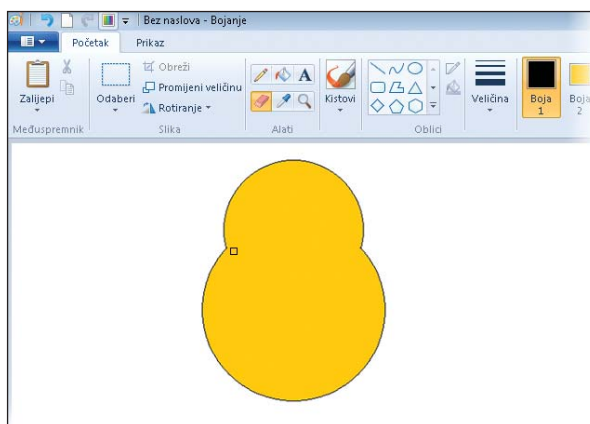 Bez naslova - Bojanje
Početak Prikaz
Zalijepi
Međuspremnik
Odaberi
Obreži
Promijeni veličinu
Rotiranje
Slika
A
Alati
Kistovi
Oblici
Veličina
Boja
1
Boja
2